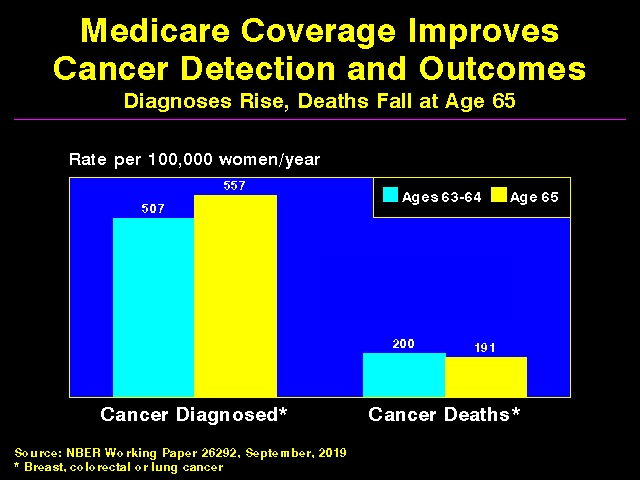 Medicare Coverage Improves
Cancer Detection and Outcomes
Diagnoses Rise, Deaths Fall at Age 65
Rate per 100,000 women/year
557
507
Ages 63-64 Age 65
200
191
Cancer Diagnosed* Cancer Deaths*
Source: NBER Working Paper 26292, September, 2019
* Breast, colorectal or lung cancer